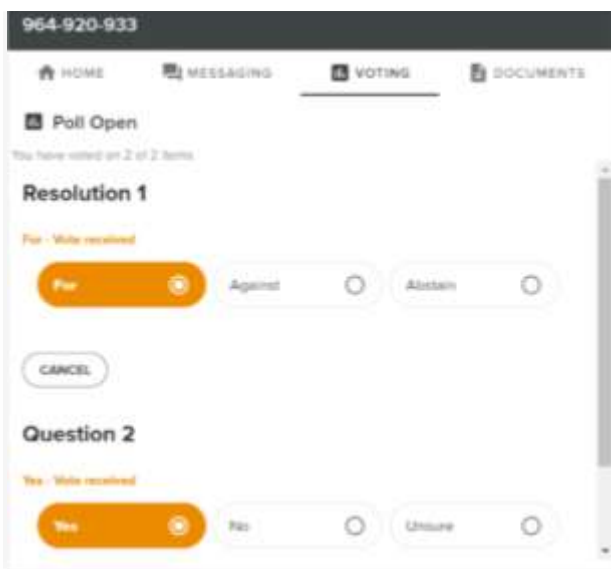 964-920-933
HOME MESSAGING VOTING DOCUMENTS
Poll Open
You have voted on 2 of 2 items
Resolution 1
For - Vote received
For Against Abstain
CANCEL
Question 2
Yes - Vote received
Yes No Unsure